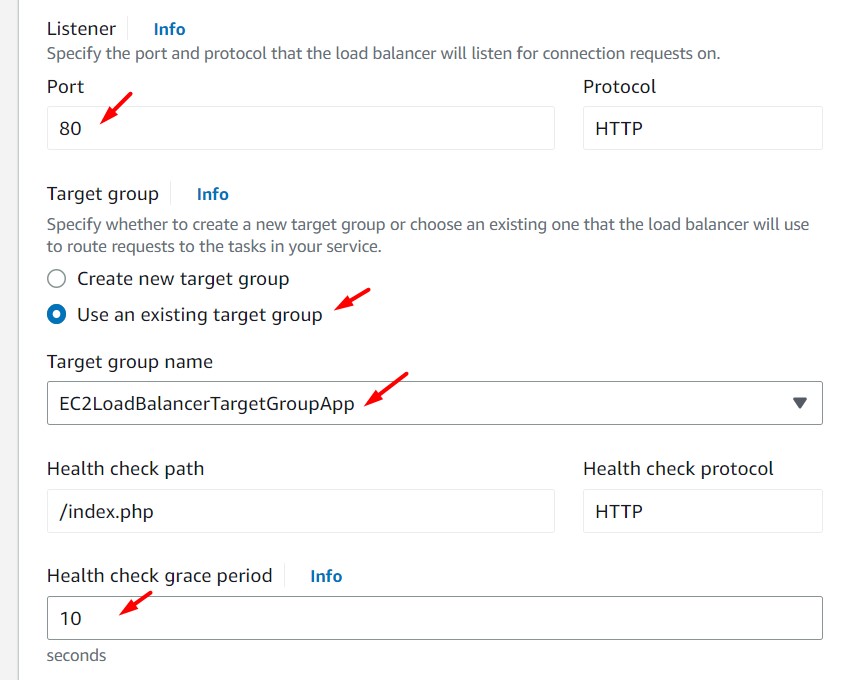 Listener Info
Specify the port and protocol that the load balancer will listen for connection requests on.
Port Protocol
80 HTTP
Target group Info
Specify whether to create a new target group or choose an existing one that the load balancer will use
to route requests to the tasks in your service.
Create new target group
Use an existing target group
Target group name
EC2LoadBalancerTargetGroupApp
Health check path Health check protocol
/index.php HTTP
Health check grace period Info
10
seconds